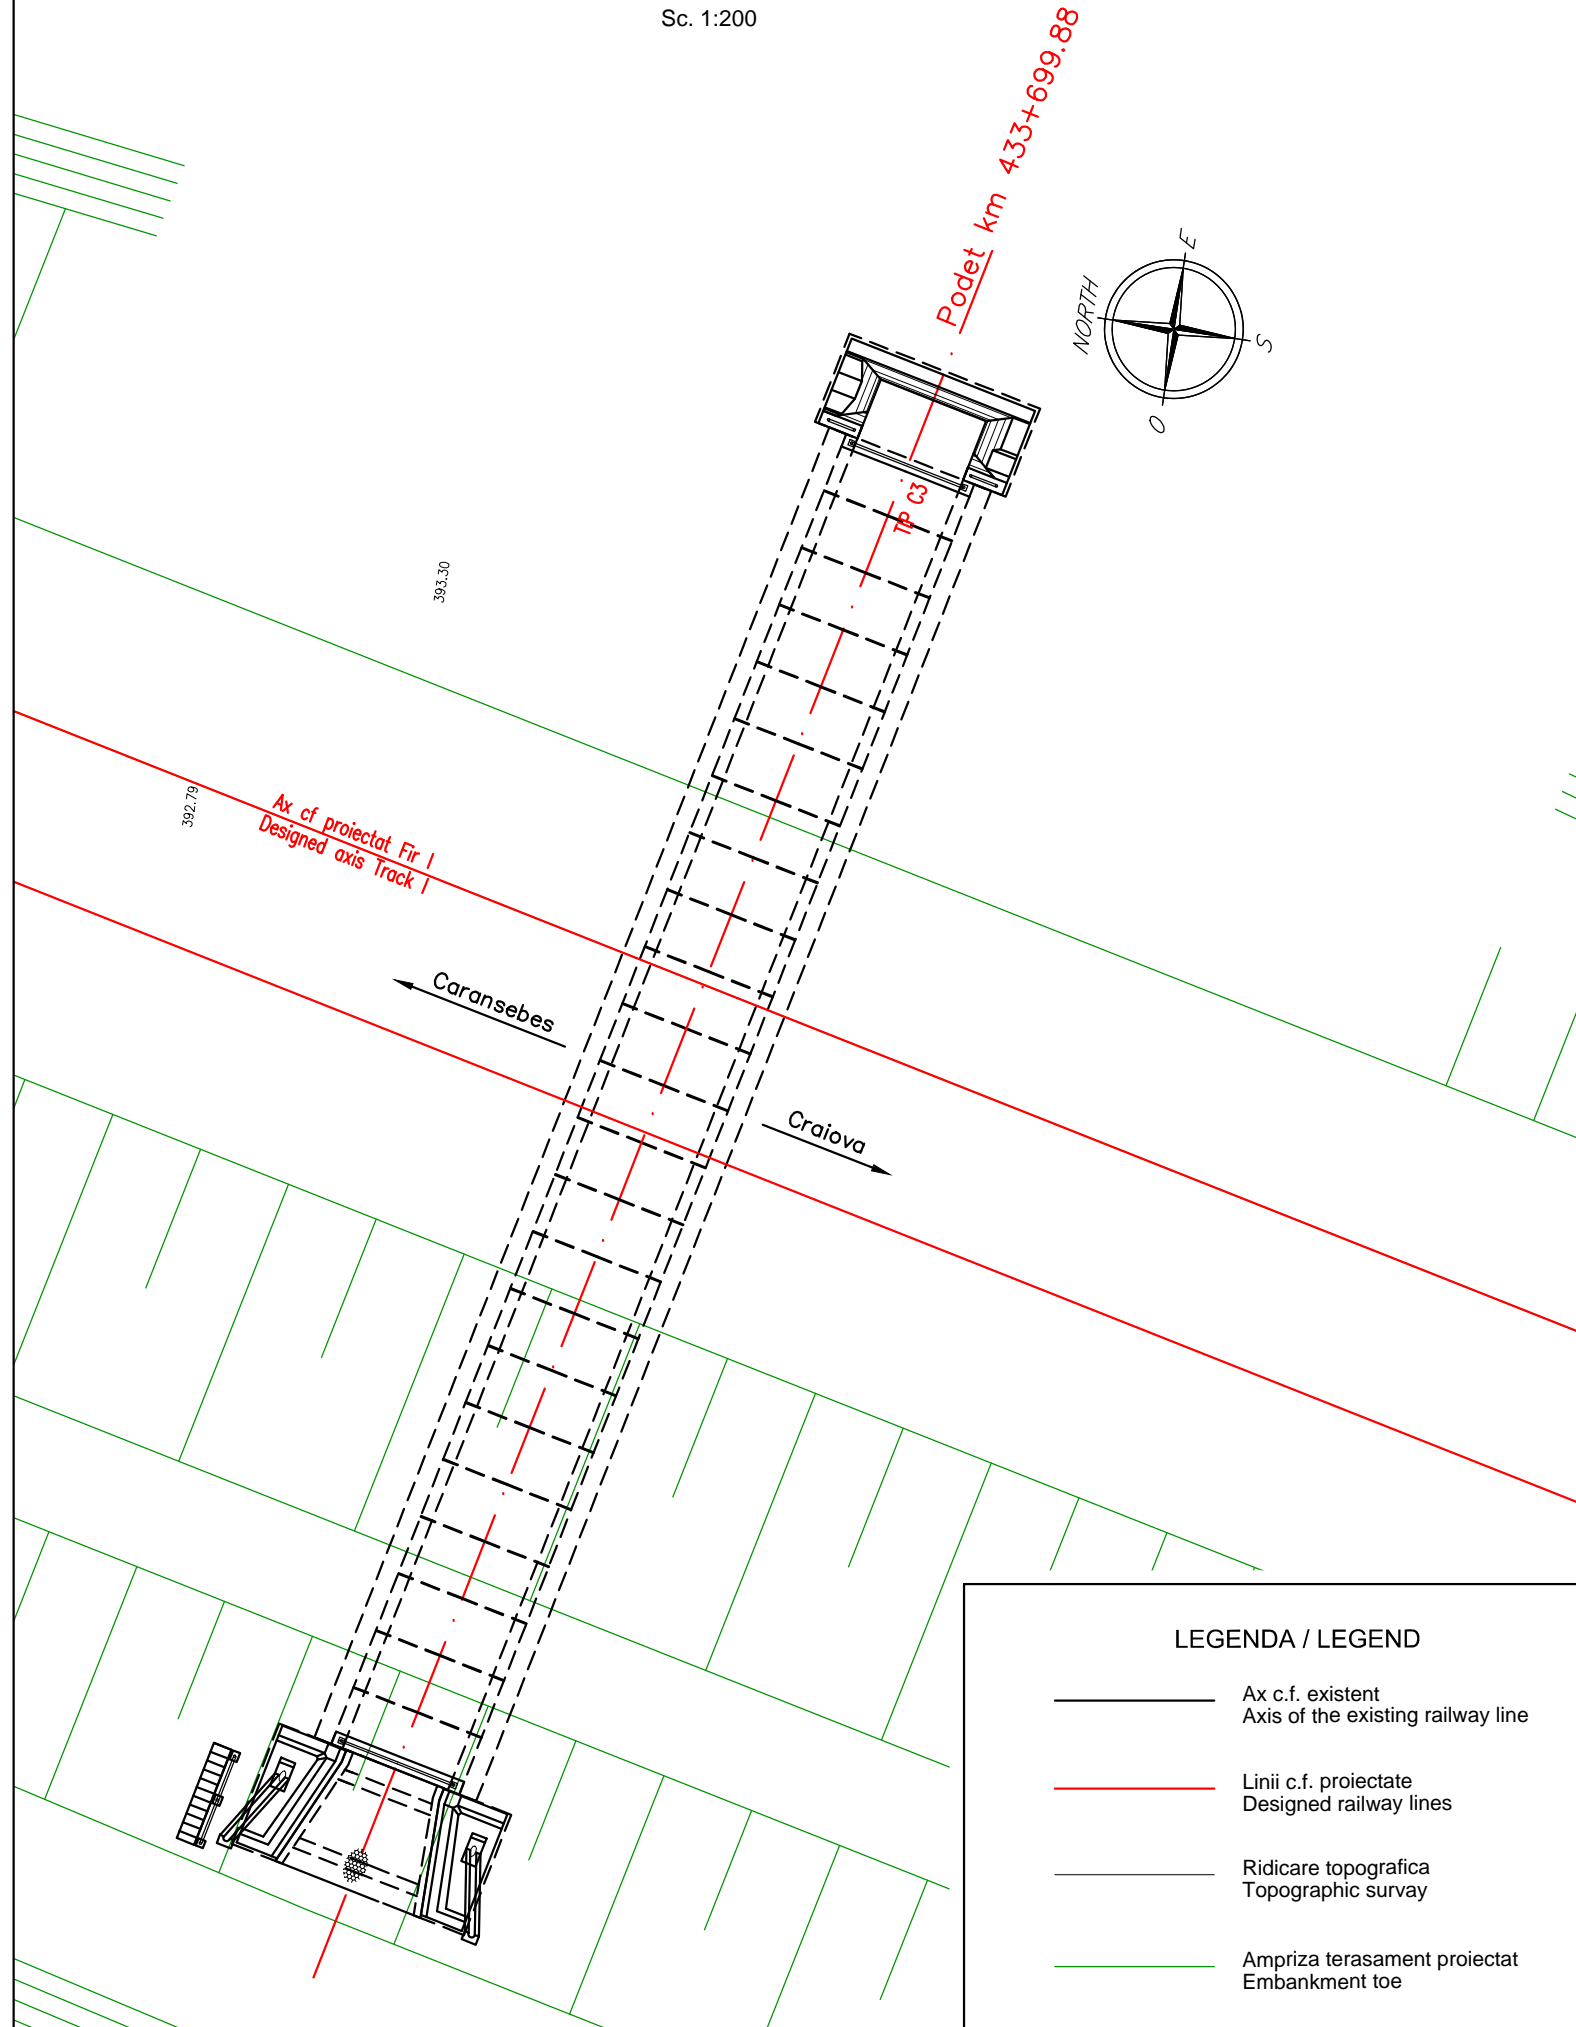 Sc. 1:200
Podet km 433+699.88
E
NORTH
S
O
TIP C3
393.30
392.79
Ax cf proiectat Fir I
Designed axis Track I
Caransebes
Craiova
LEGENDA / LEGEND
Ax c.f. existent
Axis of the existing railway line
Linii c.f. proiectate
Designed railway lines
Ridicare topografica
Topographic survay
Ampriza terasament proiectat
Embankment toe